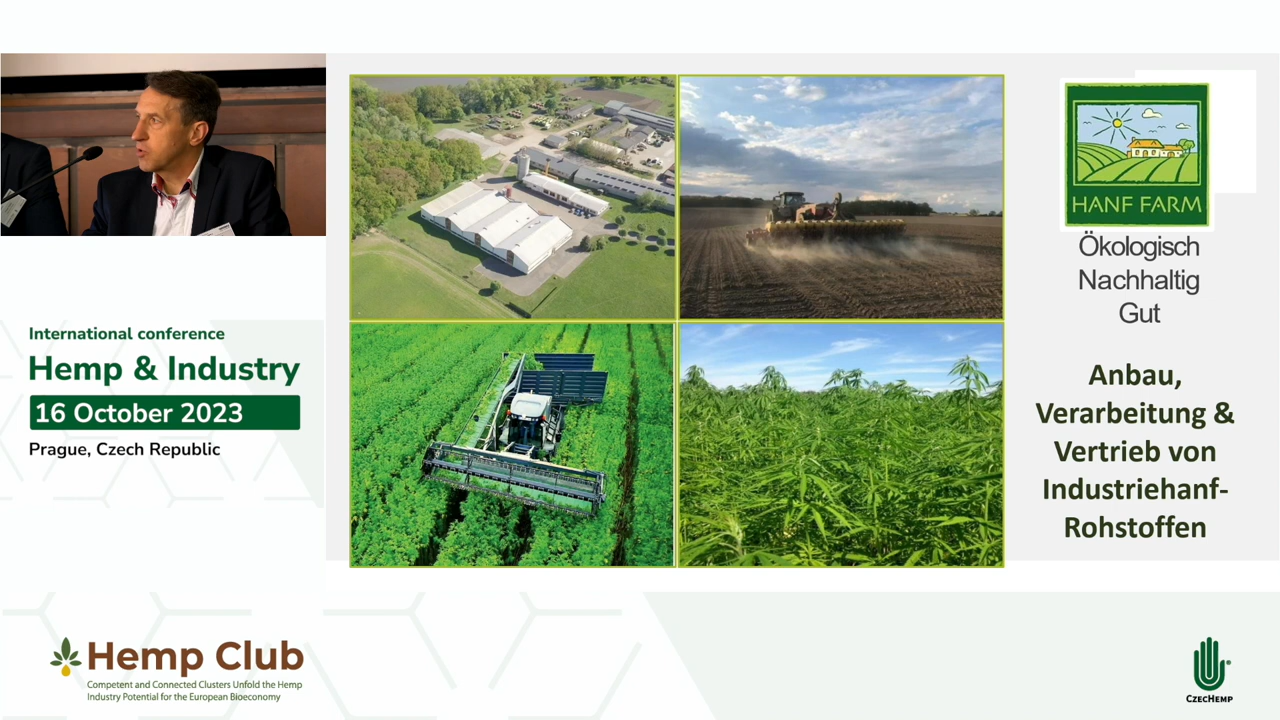 International conference
Hemp & Industry
16 October 2023
Prague, Czech Republic
Hemp Club
Competent and Connected Clusters Unfold the Hemp
Industry Potential for the European Bioeconomy
HANF FARM
Ökologisch
Nachhaltig
Gut
Anbau,
Verarbeitung &
Vertrieb von
Industriehanf-
Rohstoffen
CZECHEMP